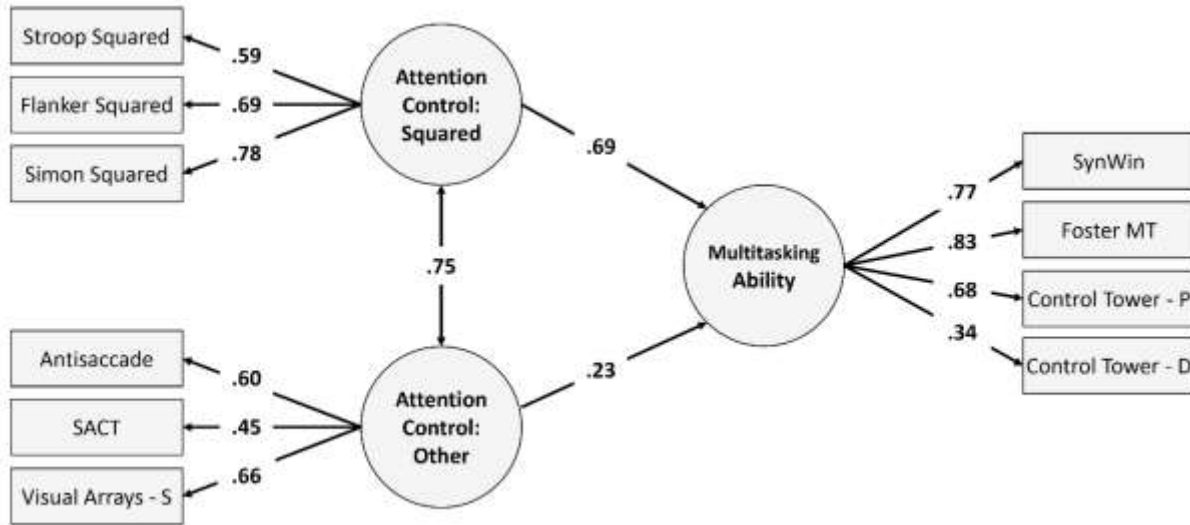 Stroop Squared
Flanker Squared
Simon Squared
.59
.69
.78
Attention
Control:
Squared
.69
.75
Antisaccade
SACT
Visual Arrays - S
.60
.45
.66
Attention
Control:
Other
.23
Multitasking
Ability
.77
.83
.68
.34
SynWin
Foster MT
Control Tower - P
Control Tower - D